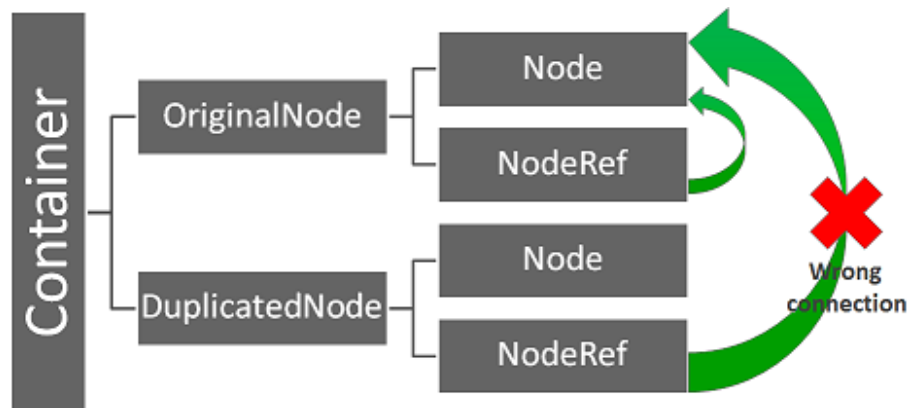 Container
OriginalNode
Node
NodeRef
DuplicatedNode
Node
NodeRef
Wrong
connection